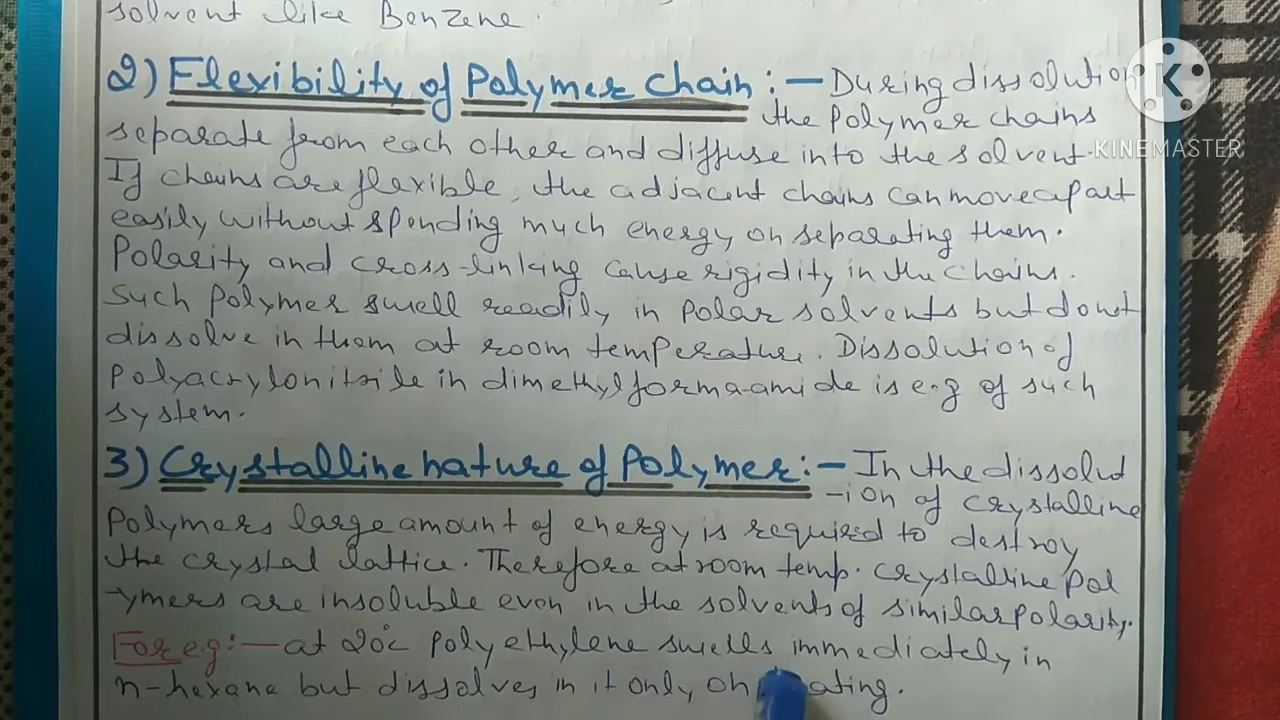 solvent like Benzene.
2) Flexibility of Polymer Chain :- During dissolution
the polymer chains
separate from each other and diffuse into the solvent.
If chains are flexible, the adjacent chains can move apart
easily without spending much energy on separating them.
Polarity and cross-linking cause rigidity in the chains.
Such polymer swell readily in polar solvents but do not
dissolve in them at room temperature. Dissolution of
polyacrylonitrile in dimethylforma-amide is e.g of such
system.
3) Crystalline nature of Polymer :- In the dissolut
-ion of crystalline
polymers large amount of energy is required to destroy
the crystal lattice. Therefore at room temp. crystalline pol
-ymers are insoluble even in the solvents of similar polarity.
For eg:- at 20°c polyethylene swells immediately in
n-hexane but dissolves in it only on
K
KINEMASTER